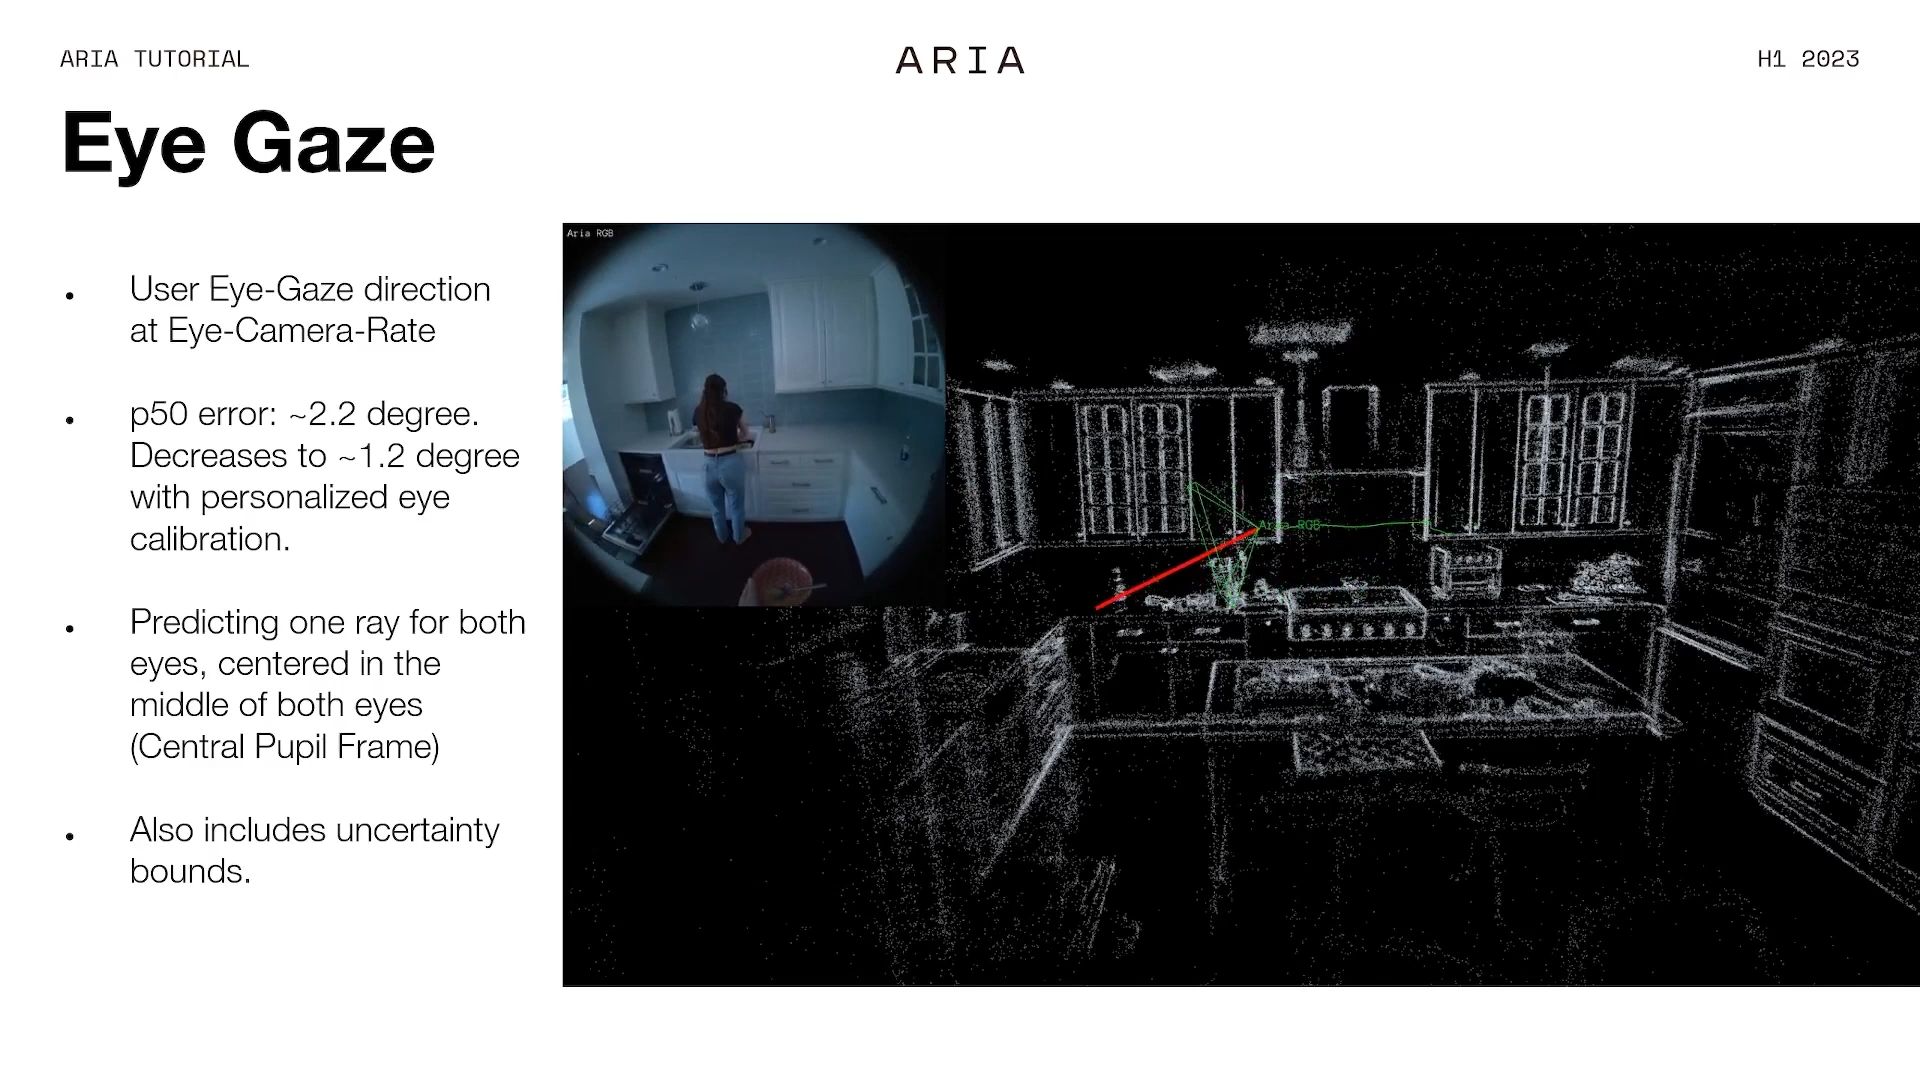 ARIA TUTORIAL
ARIA
H1 2023
Eye Gaze
• User Eye-Gaze direction
at Eye-Camera-Rate
• p50 error: ~2.2 degree.
Decreases to ~1.2 degree
with personalized eye
calibration.
• Predicting one ray for both
eyes, centered in the
middle of both eyes
(Central Pupil Frame)
• Also includes uncertainty
bounds.
Aria RGB
Aria RGB